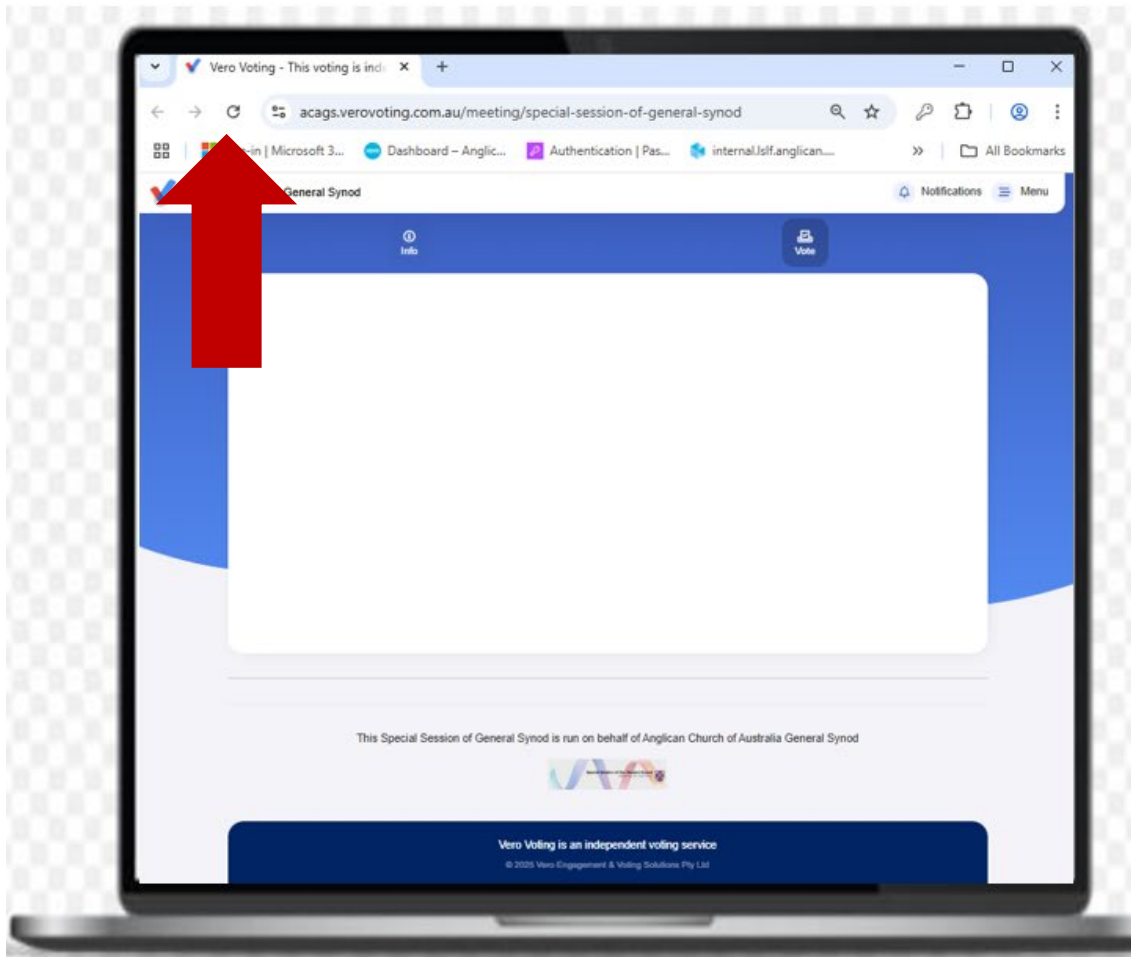 Vero Voting - This voting is ind
acags.verovoting.com.au/meeting/special-session-of-general-synod
-in | Microsoft 3... Dashboard – Anglic... Authentication | Pas... internal.lslf.anglican.... » All Bookmarks
General Synod Notifications Menu
Info Vote
This Special Session of General Synod is run on behalf of Anglican Church of Australia General Synod
Vero Voting is an independent voting service
© 2025 Vero Engagement & Voting Solutions Pty Ltd